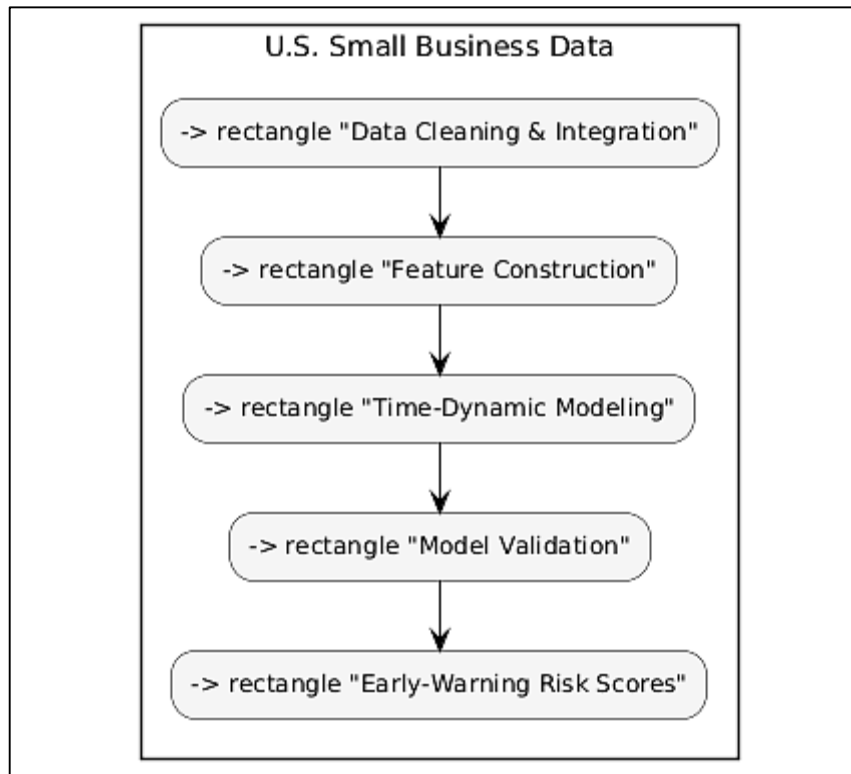 U.S. Small Business Data
-> rectangle "Data Cleaning & Integration"
-> rectangle "Feature Construction"
-> rectangle "Time-Dynamic Modeling"
-> rectangle "Model Validation"
-> rectangle "Early-Warning Risk Scores"